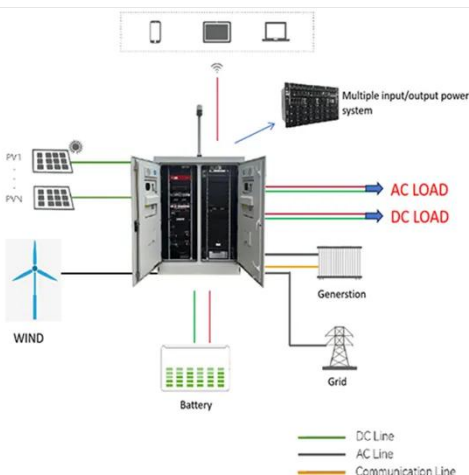 Multiple input/output power
system
PV1
PVN
AC LOAD
DC LOAD
WIND
Generstion
Grid
Battery
DC Line
AC Line
Communication Line